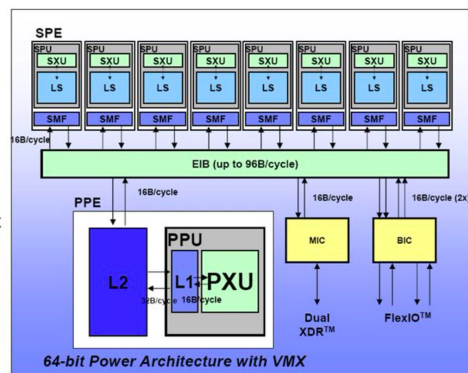 SPE
SPU SPU SPU SPU SPU SPU SPU SPU
SXU SXU SXU SXU SXU SXU SXU SXU
LS LS LS LS LS LS LS LS
SMF SMF SMF SMF SMF SMF SMF SMF
16B/cycle
EIB (up to 96B/cycle)
16B/cycle 16B/cycle 16B/cycle (2x)
PPE
PPU
MIC BIC
L2 L1 PXU
32B/cycle 16B/cycle
Dual
XDR™ FlexIO™
64-bit Power Architecture with VMX